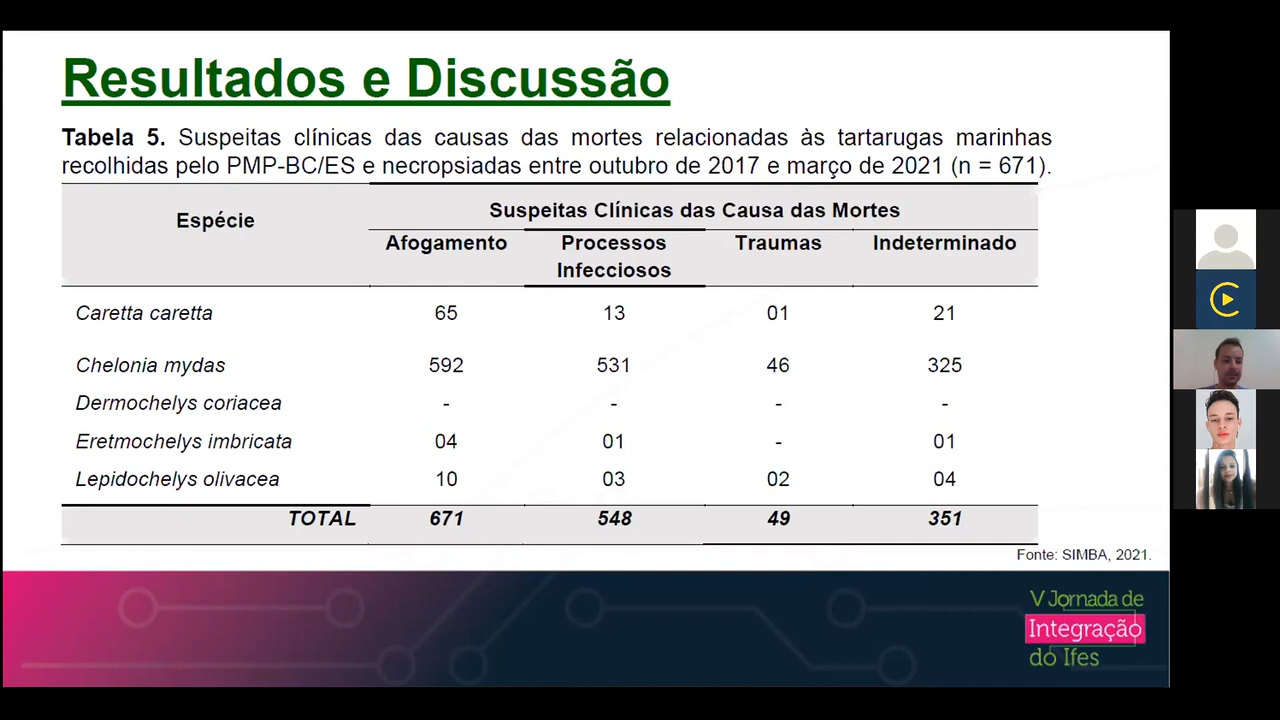 Resultados e Discussão
Tabela 5. Suspeitas clínicas das causas das mortes relacionadas às tartarugas marinhas
recolhidas pelo PMP-BC/ES e necropsiadas entre outubro de 2017 e março de 2021 (n = 671).
Espécie
Suspeitas Clínicas das Causa das Mortes
Afogamento Processos Infecciosos Traumas Indeterminado
Caretta caretta 65 13 01 21
Chelonia mydas 592 531 46 325
Dermochelys coriacea - - - -
Eretmochelys imbricata 04 01 - 01
Lepidochelys olivacea 10 03 02 04
TOTAL 671 548 49 351
Fonte: SIMBA, 2021.
V Jornada de
Integração
do Ifes